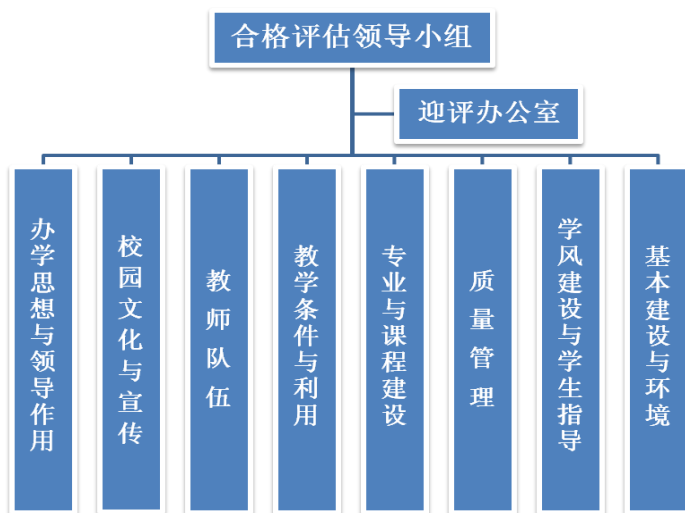 合格评估领导小组
迎评办公室
办学思想与领导作用
校园文化与宣传
教师队伍
教学条件与利用
专业与课程建设
质量管理
学风建设与学生指导
基本建设与环境